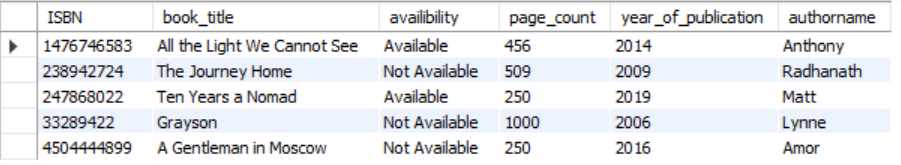 ISBN book_title availibility page_count year_of_publication authorname
1476746583 All the Light We Cannot See Available 456 2014 Anthony
238942724 The Journey Home Not Available 509 2009 Radhanath
247868022 Ten Years a Nomad Available 250 2019 Matt
33289422 Grayson Not Available 1000 2006 Lynne
4504444899 A Gentleman in Moscow Not Available 250 2016 Amor